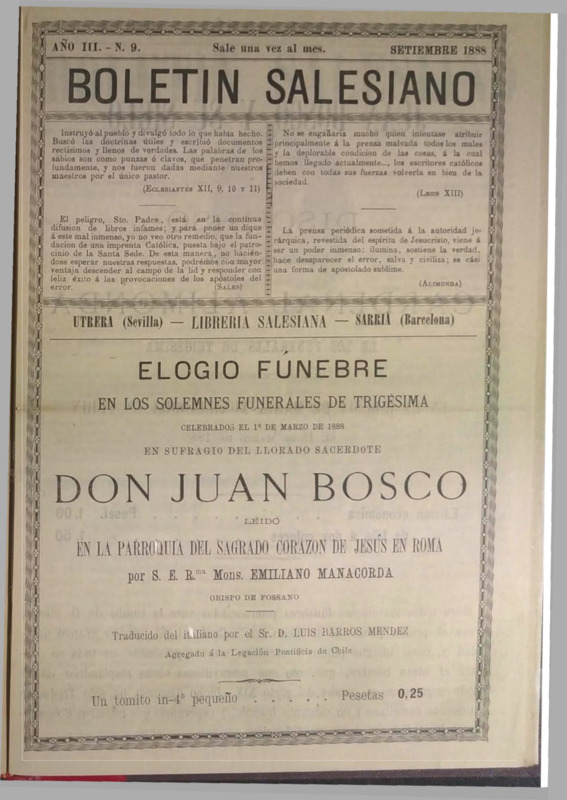 AÑO III. - N. 9. Sale una vez al mes. SETIEMBRE 1888
BOLETIN SALESIANO
Instruyó al pueblo y divulgó todo lo que habia hecho.
Buscó las doctrinas útiles y escribió documentos
rectísimos y llenos de verdades. Las palabras de los
sábios son como punzas ó clavos, que penetran pro-
fundamente, y nos fueron dadas mediante nuestros
maestros por el único pastor.
(ECLESIASTES XII, 9, 10 y 11)
El peligro, Sto. Padre, está en la contínua
difusion de libros infames; y para poner un dique
á este mal inmenso, yo no veo otro remedio, que la fun-
dacion de una imprenta Católica, puesta bajo el patro-
cinio de la Santa Sede. De esta manera, no hacién-
dose esperar nuestras respuestas, podrémos con mayor
ventaja descender al campo de la lid y responder con
feliz éxito á las provocaciones de los apóstoles del
error.
(SALES)
No se engañaria mucho quien intentase atribuir
principalmente á la prensa malvada todos los males
y la deplorable condicion de las cosas, á la cual
hemos llegado actualmente..., los escritores católicos
deben con todas sus fuerzas volverla en bien de la
sociedad.
(LEON XIII)
La prensa periódica sometida á la autoridad je-
rárquica, revestida del espíritu de Jesucristo, tiene á
ser un poder inmenso: ilumina, sostiene la verdad,
hace desaparecer el error, salva y civiliza; es cási
una forma de apostolado sublime.
(ALIMONDA)
UTRERA (Sevilla) — LIBRERIA SALESIANA — SARRIÁ (Barcelona)
ELOGIO FÚNEBRE
EN LOS SOLEMNES FUNERALES DE TRIGÉSIMA
CELEBRADOS EL 1º DE MARZO DE 1888
EN SUFRAGIO DEL LLORADO SACERDOTE
DON JUAN BOSCO
LEIDO
EN LA PARROQUIA DEL SAGRADO CORAZON DE JESUS EN ROMA
por S. E. R.ma Mons. EMILIANO MANACORDA
OBISPO DE FOSSANO
Traducido del italiano por el Sr. D. LUIS BARROS MENDEZ
Agregado á la Legación Pontificia de Chile
Un tomito in-4º pequeño . . . . . Pesetas 0,25